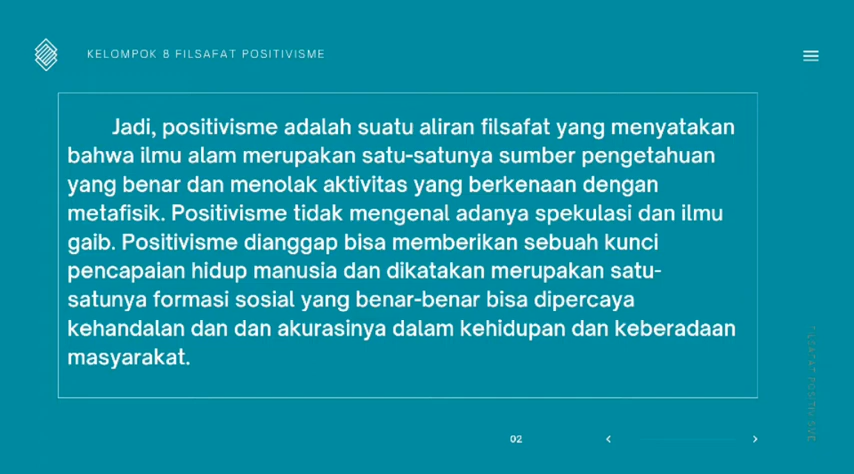 KELOMPOK 8 FILSAFAT POSITIVISME
Jadi, positivisme adalah suatu aliran filsafat yang menyatakan
bahwa ilmu alam merupakan satu-satunya sumber pengetahuan
yang benar dan menolak aktivitas yang berkenaan dengan
metafisik. Positivisme tidak mengenal adanya spekulasi dan ilmu
gaib. Positivisme dianggap bisa memberikan sebuah kunci
pencapaian hidup manusia dan dikatakan merupakan satu-
satunya formasi sosial yang benar-benar bisa dipercaya
kehandalan dan dan akurasinya dalam kehidupan dan keberadaan
masyarakat.
02